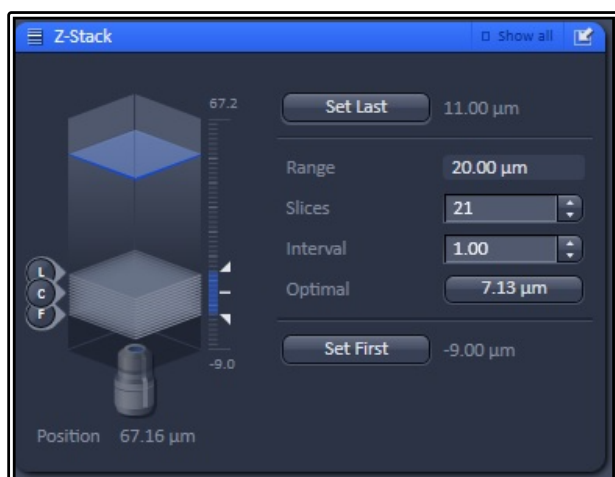 Z-Stack
Show all
67.2
Set Last 11.00 µm
Range 20.00 µm
Slices 21
Interval 1.00
Optimal 7.13 µm
L
C
F
Set First -9.00 µm
-9.0
Position 67.16 µm